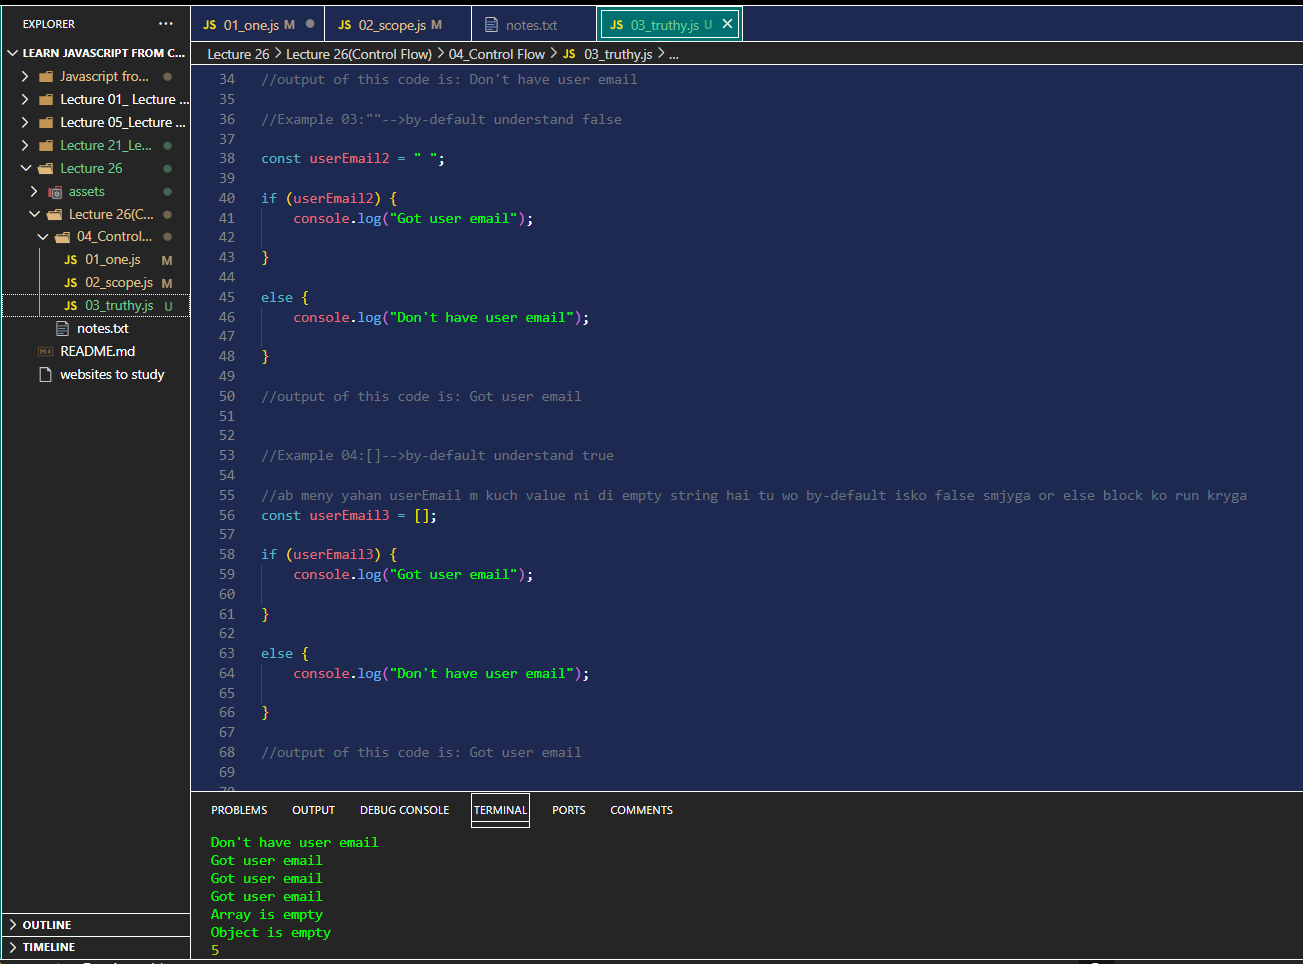 EXPLORER ...
LEARN JAVASCRIPT FROM C...
Javascript fro...
Lecture 01_ Lecture ...
Lecture 05_Lecture ...
Lecture 21_Le...
Lecture 26
assets
Lecture 26(C...
04_Control...
JS 01_one.js M
JS 02_scope.js M
JS 03_truthy.js U
notes.txt
README.md
websites to study
OUTLINE
TIMELINE
JS 01_one.js M
JS 02_scope.js M
notes.txt
JS 03_truthy.js U
Lecture 26 > Lecture 26(Control Flow) > 04_Control Flow > JS 03_truthy.js > ...
34 //output of this code is: Don't have user email
35
36 //Example 03:""-->by-default understand false
37
38 const userEmail2 = " ";
39
40 if (userEmail2) {
41 console.log("Got user email");
42
43 }
44
45 else {
46 console.log("Don't have user email");
47
48 }
49
50 //output of this code is: Got user email
51
52
53 //Example 04:[]-->by-default understand true
54
55 //ab meny yahan userEmail m kuch value ni di empty string hai tu wo by-default isko false smjyga or else block ko run kryga
56 const userEmail3 = [];
57
58 if (userEmail3) {
59 console.log("Got user email");
60
61 }
62
63 else {
64 console.log("Don't have user email");
65
66 }
67
68 //output of this code is: Got user email
69
PROBLEMS OUTPUT DEBUG CONSOLE TERMINAL PORTS COMMENTS
Don't have user email
Got user email
Got user email
Got user email
Array is empty
Object is empty
5